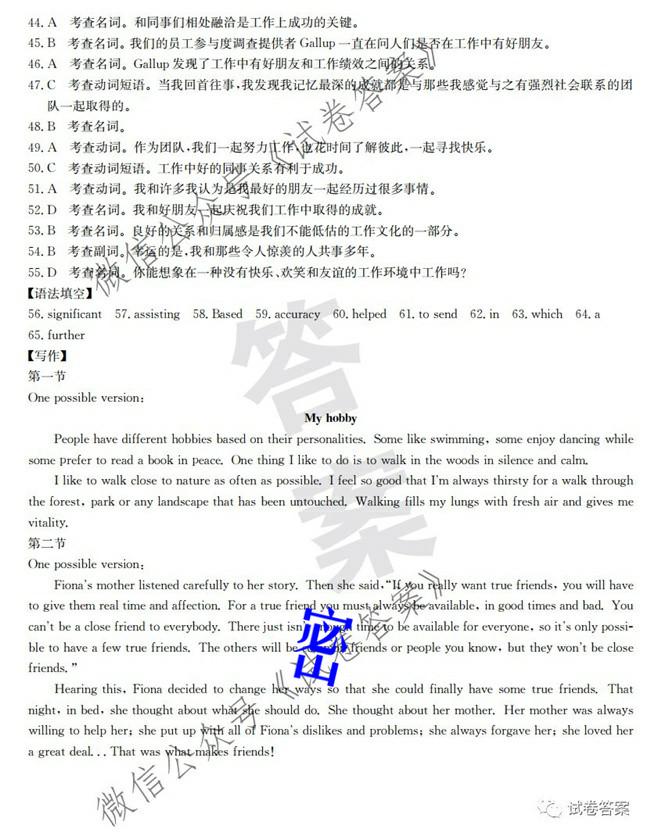 44. A 考查名词。和同事们相处融洽是工作上成功的关键。
45. B 考查名词。我们的员工参与度调查提供者 Gallup 一直在问人们是否在工作中有好朋友。
46. A 考查名词。Gallup 发现了工作中有好朋友和工作绩效之间的关系。
47. C 考查动词短语。当我回首往事,我发现我记忆最深的成就都是与那些我感觉与之有强烈社会联系的团
队一起取得的。
48. B 考查名词。
49. A 考查动词。作为团队,我们一起努力工作,也花时间了解彼此,一起寻找快乐。
50. C 考查动词短语。工作中好的同事关系有利于成功。
51. A 考查动词。我和许多我认为是我最好的朋友一起经历过很多事情。
52. D 考查名词。我和好朋友一起庆祝我们工作中取得的成就。
53. B 考查名词。良好的关系和归属感是我们不能低估的工作文化的一部分。
54. B 考查副词。幸运的是,我和那些令人惊羡的人共事多年。
55. D 考查名词。你能想象在一种没有快乐、欢笑和友谊的工作环境中工作吗?
【语法填空】
56. significant 57. assisting 58. Based 59. accuracy 60. helped 61. to send 62. in 63. which 64. a
65. further
【写作】
第一节
One possible version:
My hobby
People have different hobbies based on their personalities. Some like swimming, some enjoy dancing while
some prefer to read a book in peace. One thing I like to do is to walk in the woods in silence and calm.
I like to walk close to nature as often as possible. I feel so good that I'm always thirsty for a walk through
the forest, park or any landscape that has been untouched. Walking fills my lungs with fresh air and gives me
vitality.
第二节
One possible version:
Fiona's mother listened carefully to her story. Then she said,"If you really want true friends, you will have
to give them real time and affection. For a true friend you must always be available, in good times and bad. You
can't be a close friend to everybody. There just isn't enough time to be available for everyone, so it's only possi-
ble to have a few true friends. The others will be friends or people you know, but they won't be close
friends."
Hearing this, Fiona decided to change her ways so that she could finally have some true friends. That
night, in bed, she thought about what she should do. She thought about her mother. Her mother was always
willing to help her; she put up with all of Fiona's dislikes and problems; she always forgave her; she loved her
a great deal... That was what makes friends!
微信公众号《试卷答案》
答案
密
微信公众号《试卷答案》
试卷答案